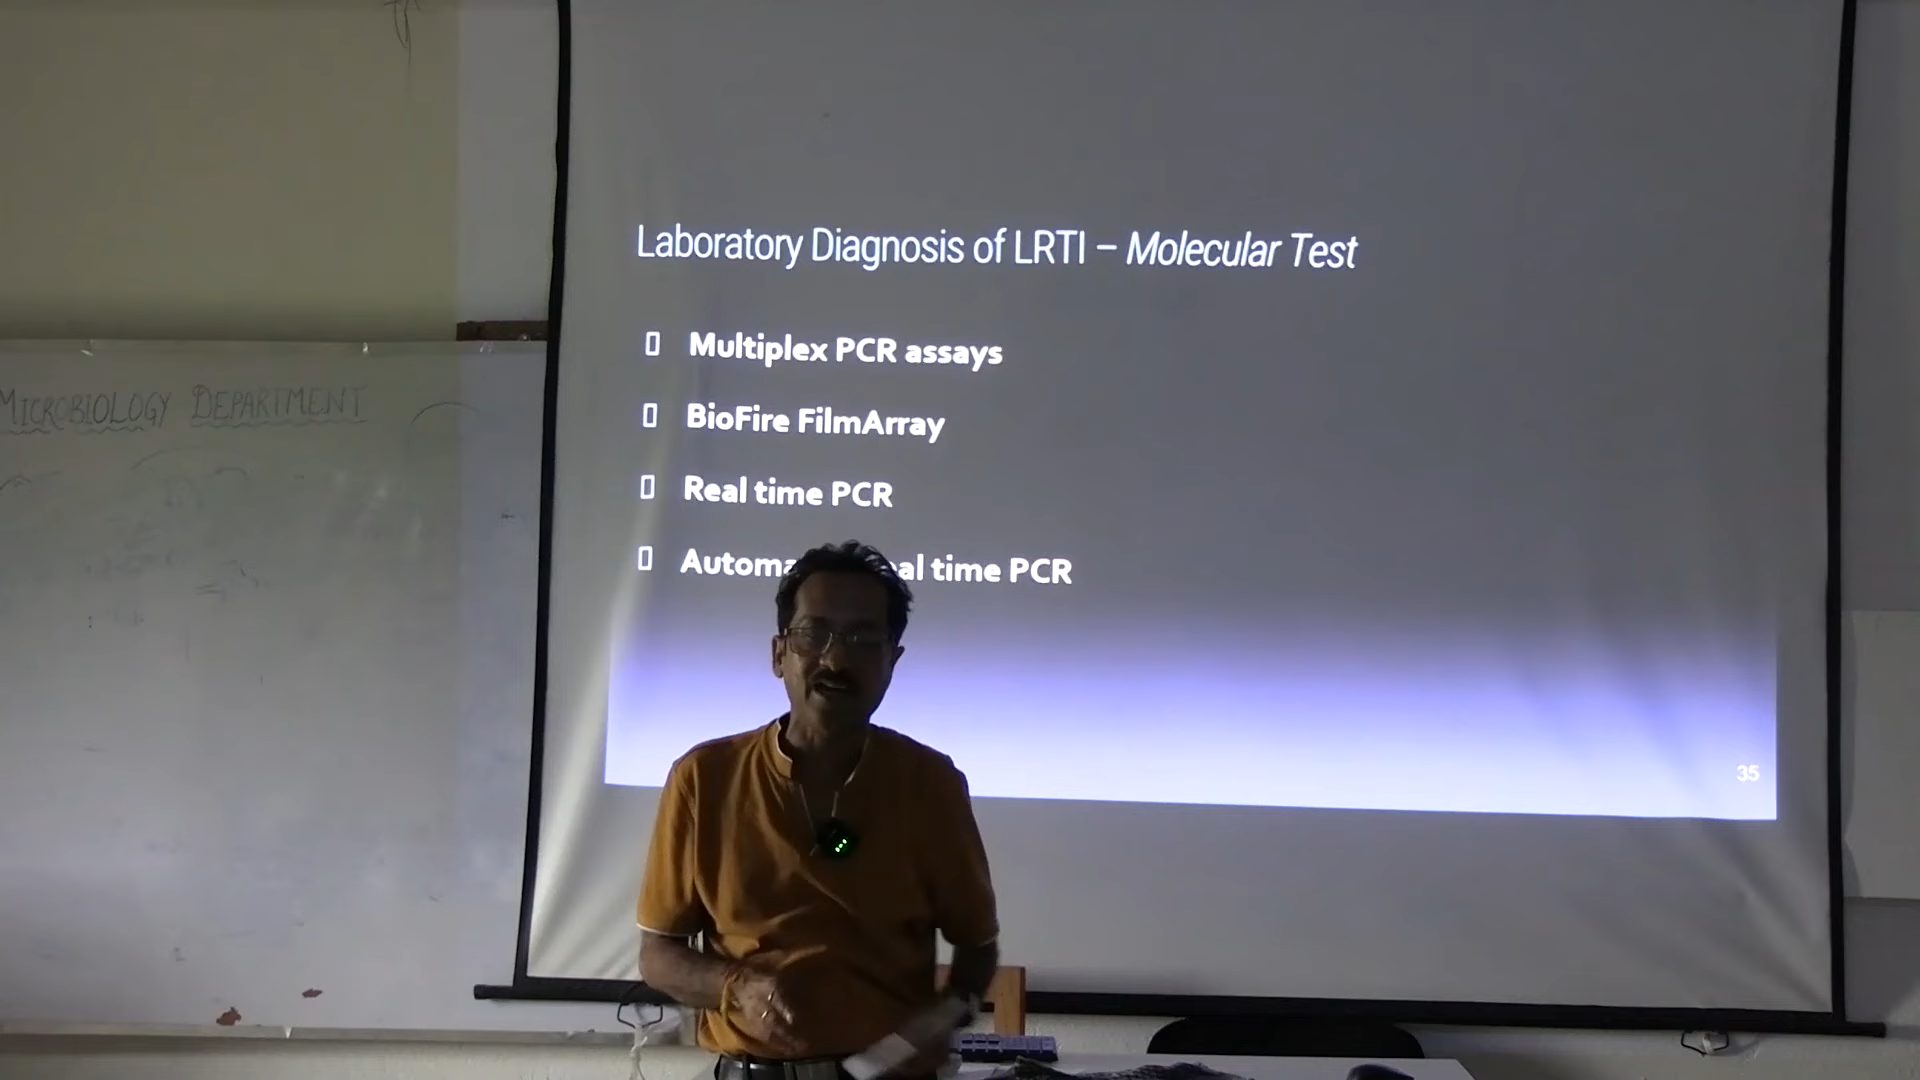 MICROBIOLOGY DEPARTMENT
Laboratory Diagnosis of LRTI – Molecular Test
Multiplex PCR assays
BioFire FilmArray
Real time PCR
time PCR
35